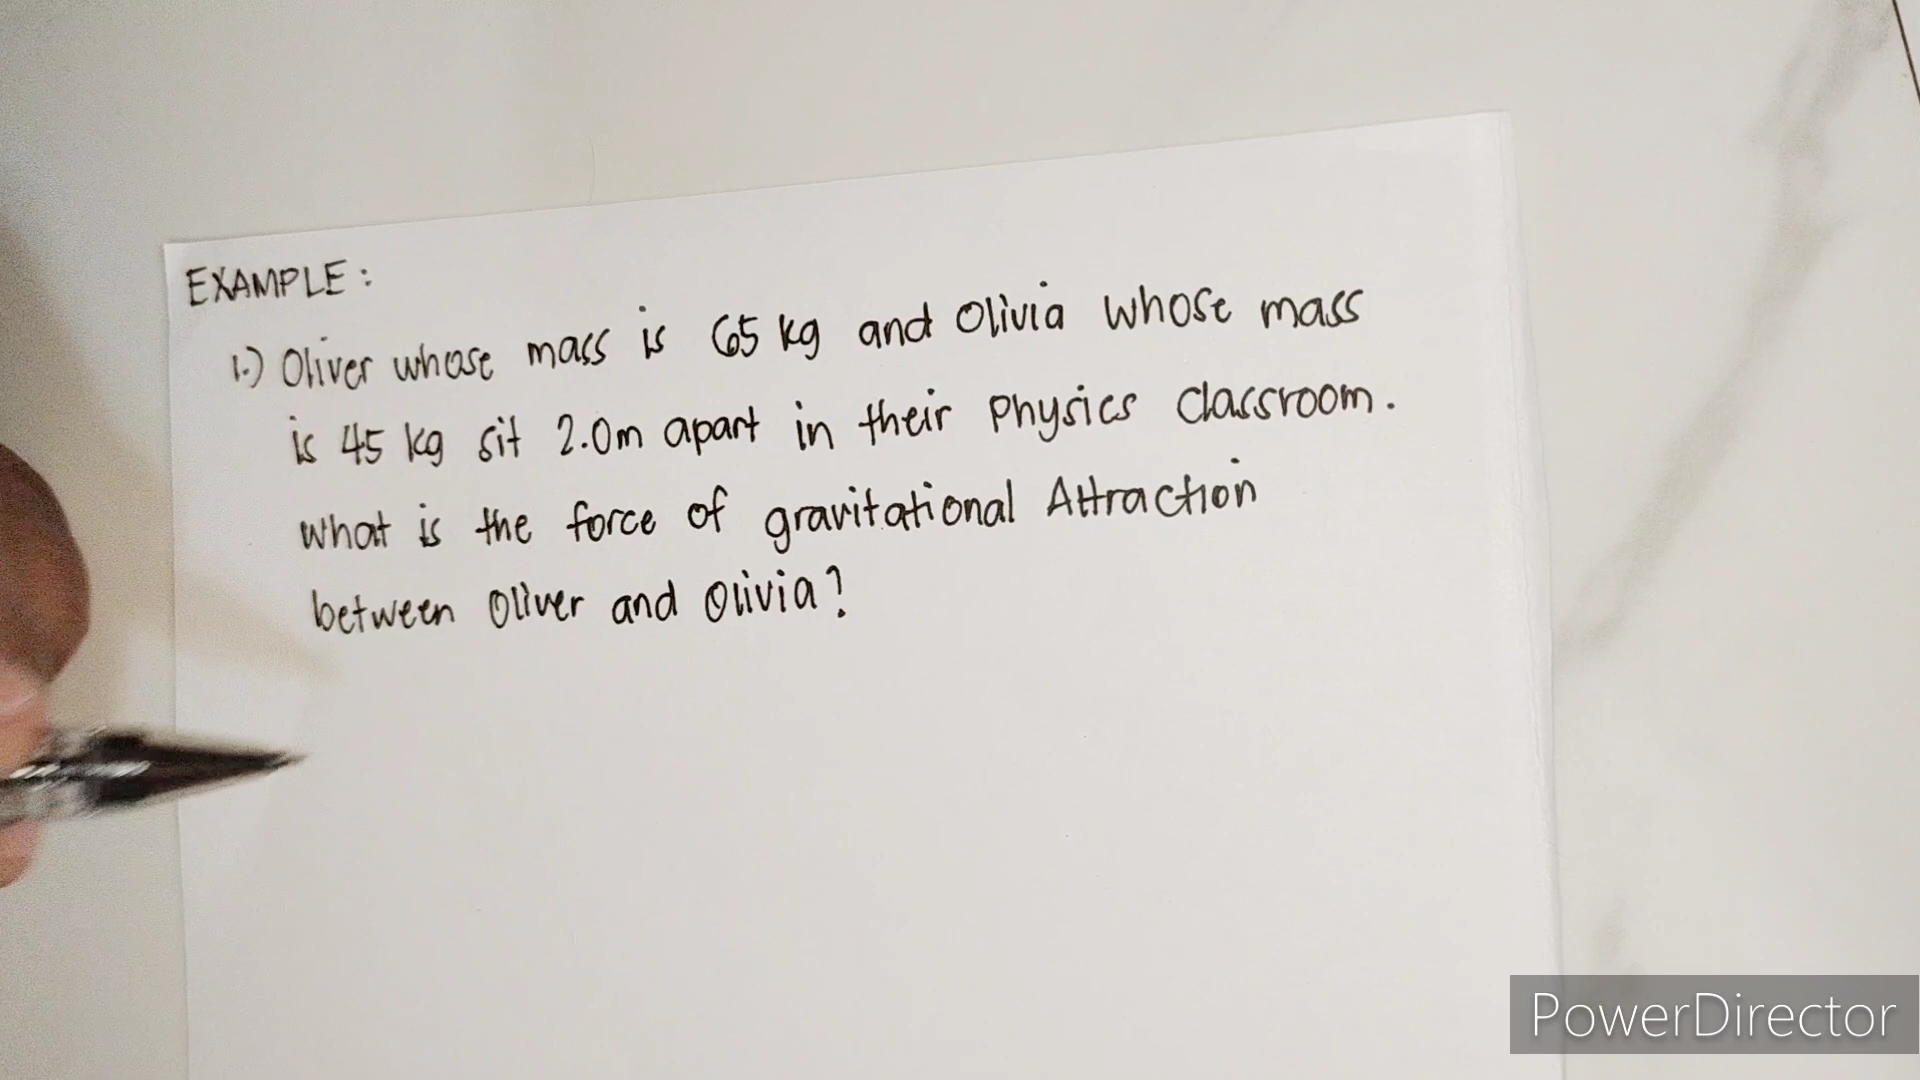 EXAMPLE:
1.) Oliver whose mass is 65 kg and Olivia whose mass
is 45 kg sit 2.0m apart in their Physics classroom.
what is the force of gravitational Attraction
between Oliver and Olivia?
PowerDirector